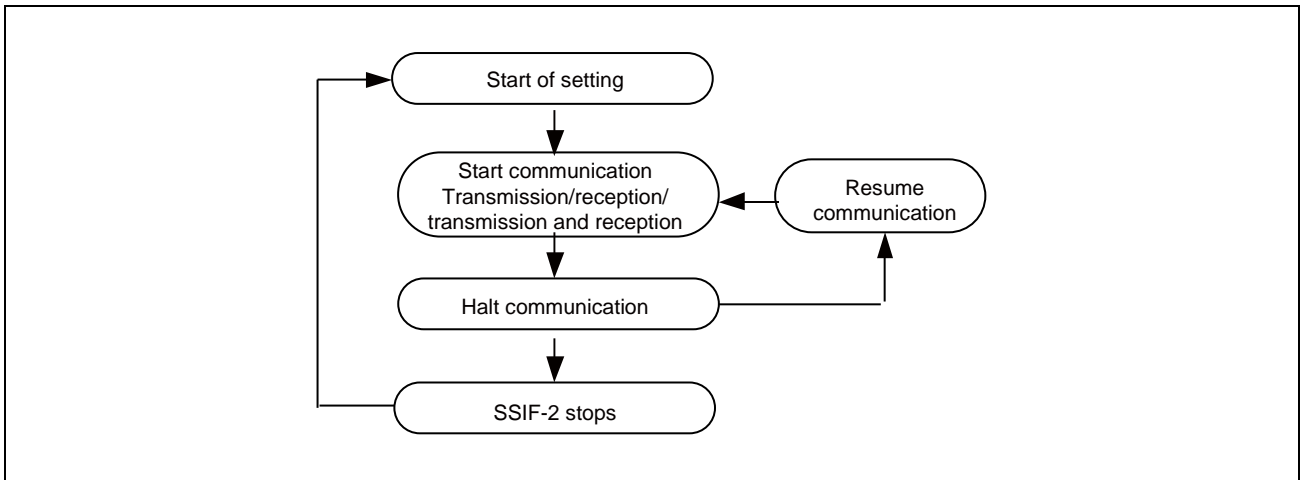 Start of setting
Start communication
Transmission/reception/
transmission and reception
Resume
communication
Halt communication
SSIF-2 stops